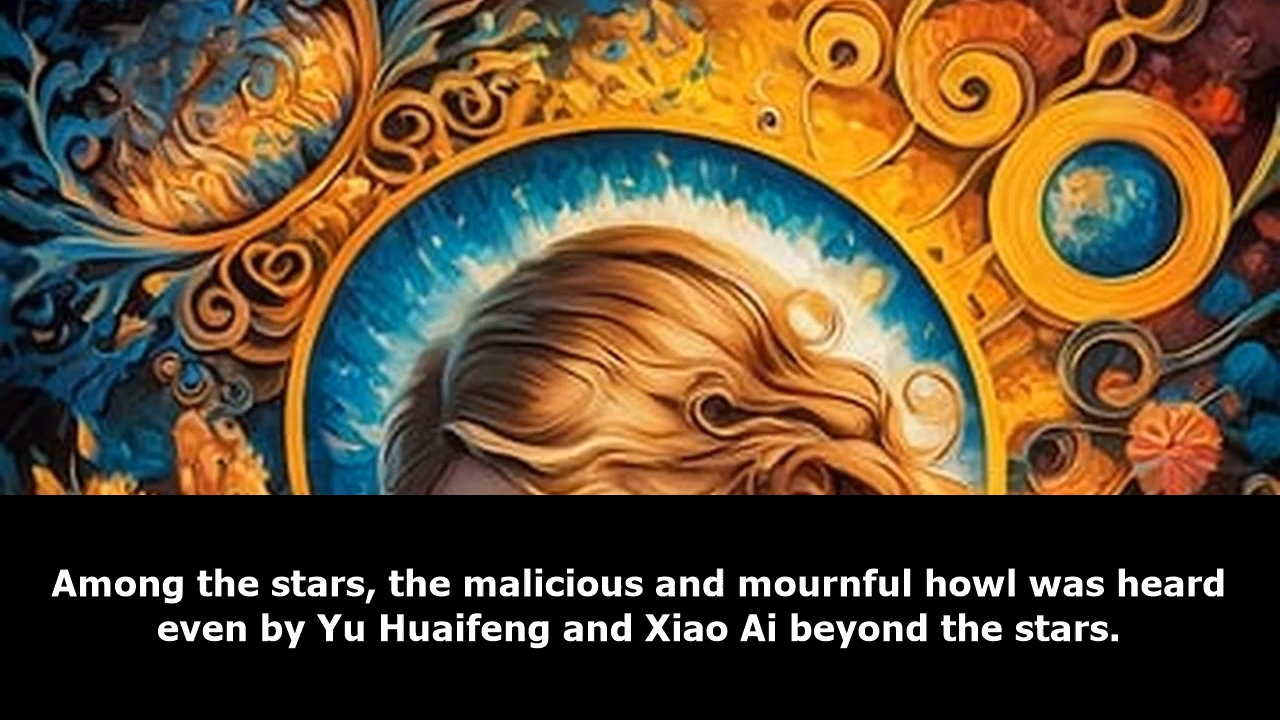 Among the stars, the malicious and mournful howl was heard
even by Yu Huaifeng and Xiao Ai beyond the stars.